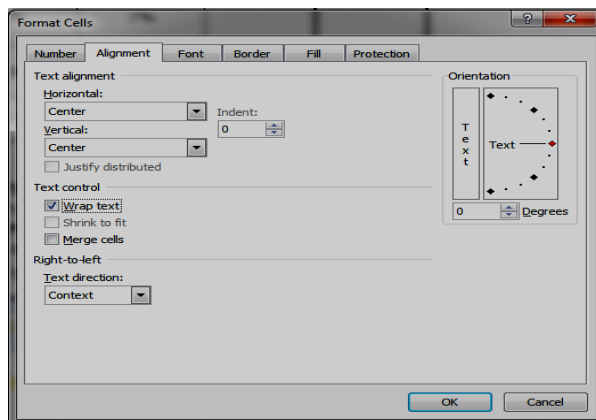 Format Cells
Number Alignment Font Border Fill Protection
Text alignment
Horizontal:
Center
Indent:
0
Vertical:
Center
Justify distributed
Text control
Wrap text
Shrink to fit
Merge cells
Right-to-left
Text direction:
Context
Orientation
Text
Text
0 Degrees
OK Cancel